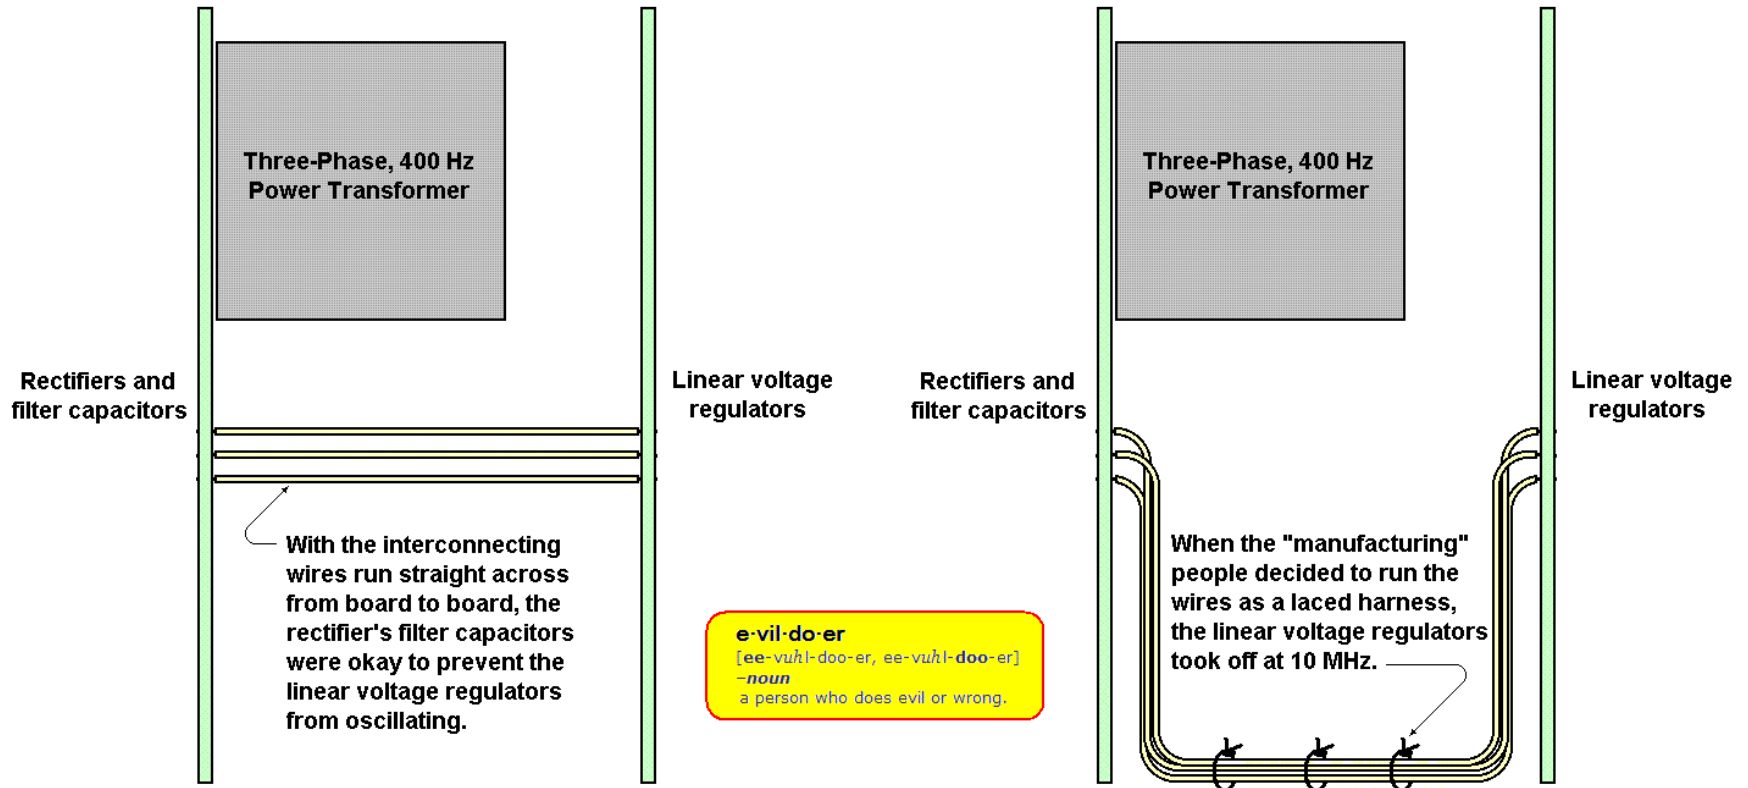 Three-Phase, 400 Hz
Power Transformer
Rectifiers and
filter capacitors
Linear voltage
regulators
With the interconnecting
wires run straight across
from board to board, the
rectifier's filter capacitors
were okay to prevent the
linear voltage regulators
from oscillating.
e·vil·do·er
[ee-vuhl-doo-er, ee-vuhl-doo-er]
–noun
a person who does evil or wrong.
Three-Phase, 400 Hz
Power Transformer
Rectifiers and
filter capacitors
Linear voltage
regulators
When the "manufacturing"
people decided to run the
wires as a laced harness,
the linear voltage regulators
took off at 10 MHz.